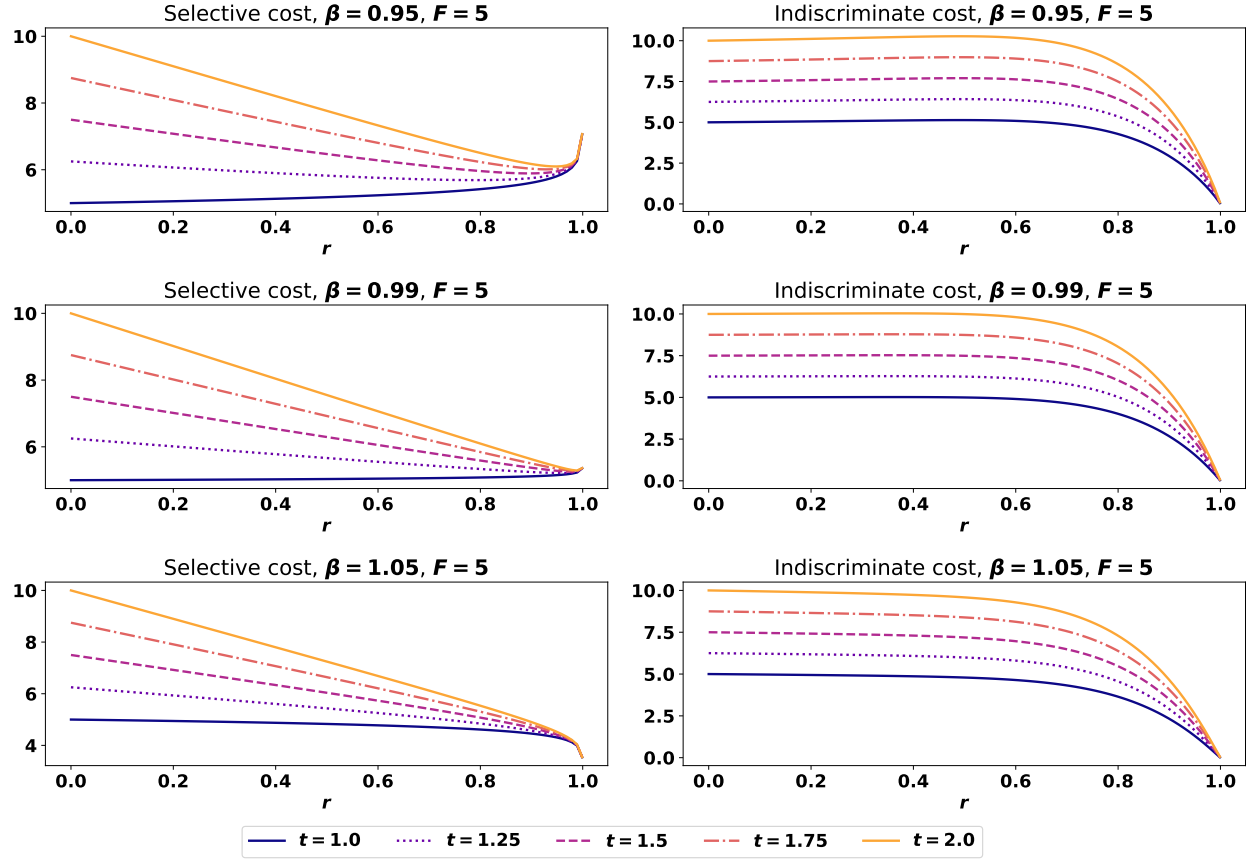 Selective cost, β = 0.95, F = 5
10
8
6
0.0 0.2 0.4 0.6 0.8 1.0
r
Indiscriminate cost, β = 0.95, F = 5
10.0
7.5
5.0
2.5
0.0
0.0 0.2 0.4 0.6 0.8 1.0
r
Selective cost, β = 0.99, F = 5
10
8
6
0.0 0.2 0.4 0.6 0.8 1.0
r
Indiscriminate cost, β = 0.99, F = 5
10.0
7.5
5.0
2.5
0.0
0.0 0.2 0.4 0.6 0.8 1.0
r
Selective cost, β = 1.05, F = 5
10
8
6
4
0.0 0.2 0.4 0.6 0.8 1.0
r
Indiscriminate cost, β = 1.05, F = 5
10.0
7.5
5.0
2.5
0.0
0.0 0.2 0.4 0.6 0.8 1.0
r
t = 1.0 t = 1.25 t = 1.5 t = 1.75 t = 2.0